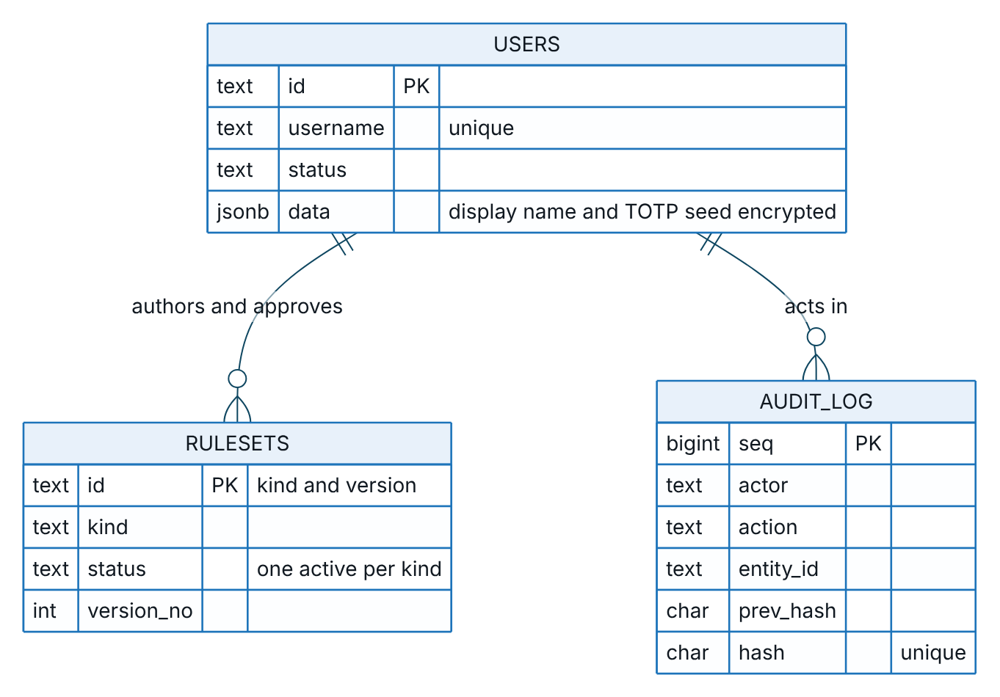 USERS
text id PK
text username unique
text status
jsonb data display name and TOTP seed encrypted
authors and approves
acts in
RULESETS
text id PK kind and version
text kind
text status one active per kind
int version_no
AUDIT_LOG
bigint seq PK
text actor
text action
text entity_id
char prev_hash
char hash unique